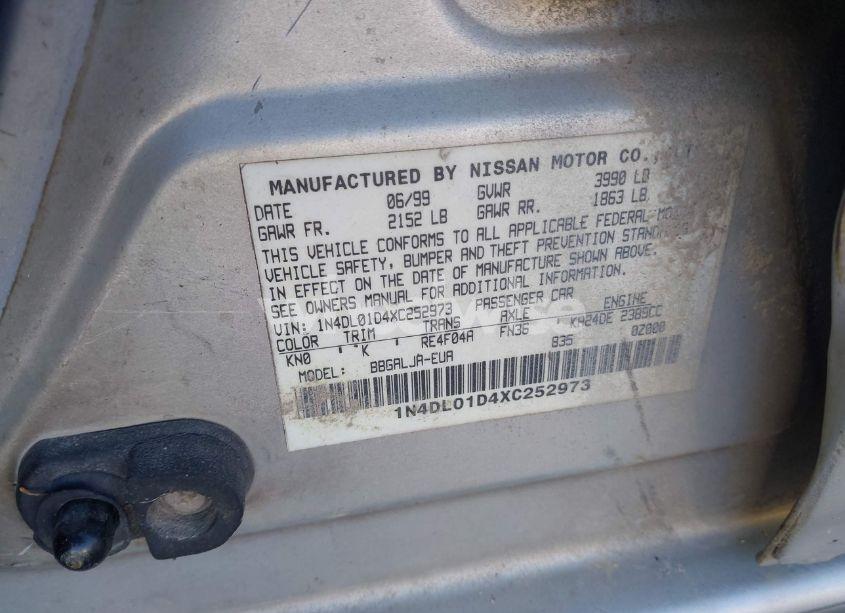 MANUFACTURED BY NISSAN MOTOR CO.,
DATE 06/99 GVWR 3990 LB
GAWR FR. 2152 LB GAWR RR. 1863 LB
THIS VEHICLE CONFORMS TO ALL APPLICABLE FEDERAL
VEHICLE SAFETY, BUMPER AND THEFT PREVENTION
IN EFFECT ON THE DATE OF MANUFACTURE SHOWN ABOVE.
SEE OWNERS MANUAL FOR ADDITIONAL INFORMATION.
VIN: 1N4DL01D4XC252973 PASSENGER CAR
COLOR TRIM TRANS AXLE ENGINE
KN0 K RE4F04A FN36 KA24DE 2389CC
MODEL: BBGALJA-EUA 835 0Z000
1N4DL01D4XC252973